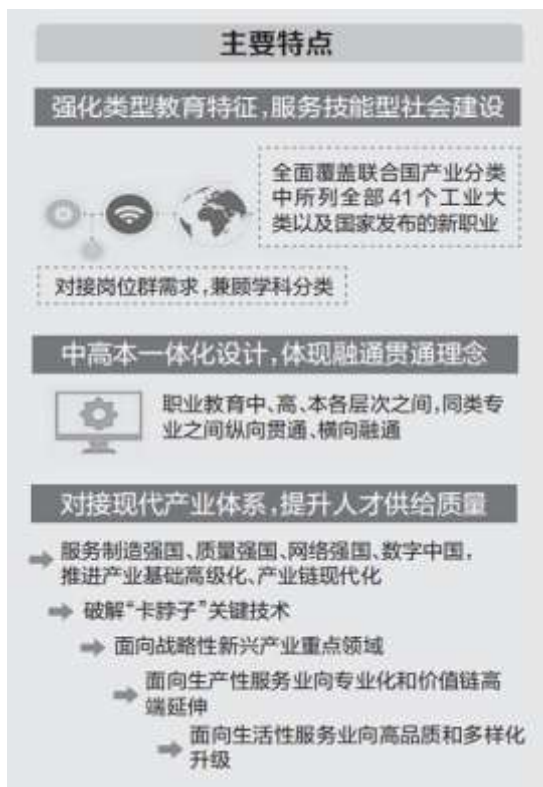 主要特点
强化类型教育特征，服务技能型社会建设
全面覆盖联合国产业分类
中所列全部41个工业大
类以及国家发布的新职业
对接岗位群需求，兼顾学科分类
中高本一体化设计，体现融通贯通理念
职业教育中、高、本各层次之间，同类专
业之间纵向贯通、横向融通
对接现代产业体系，提升人才供给质量
服务制造强国、质量强国、网络强国、数字中国，
推进产业基础高级化、产业链现代化
破解“卡脖子”关键技术
面向战略性新兴产业重点领域
面向生产性服务业向专业化和价值链高
端延伸
面向生活性服务业向高品质和多样化
升级